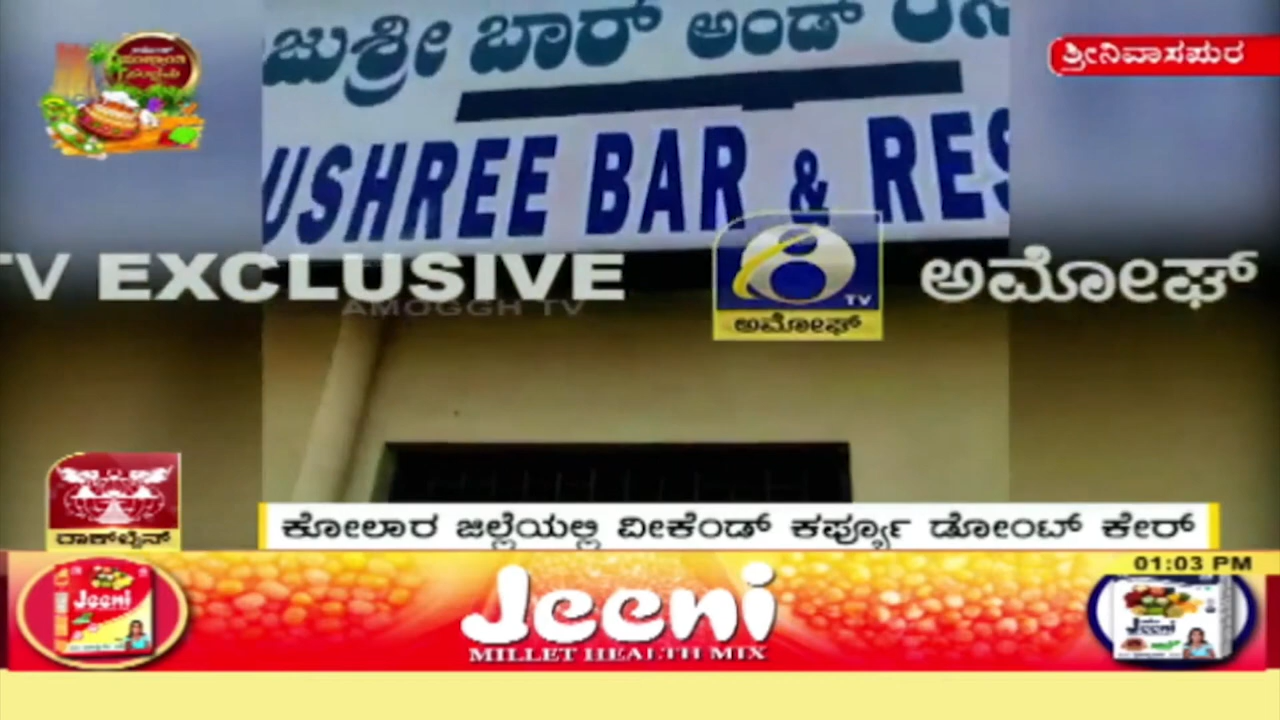 ಜುಶ್ರೀ ಬಾರ್ ಅಂಡ್
ಶ್ರೀನಿವಾಸಪುರ
USHREE BAR & RES
TV EXCLUSIVE
TV
ಅಮೋಘ್
ಅಮೋಘ್
AMOGGH TV
ಕೋಲಾರ ಜಿಲ್ಲೆಯಲ್ಲಿ ವೀಕೆಂಡ್ ಕರ್ಪ್ಯೂ ಡೋಂಟ್ ಕೇರ್
01:03 PM
Jeeni
Jeeni
MILLET HEALTH MIX
Jeeni